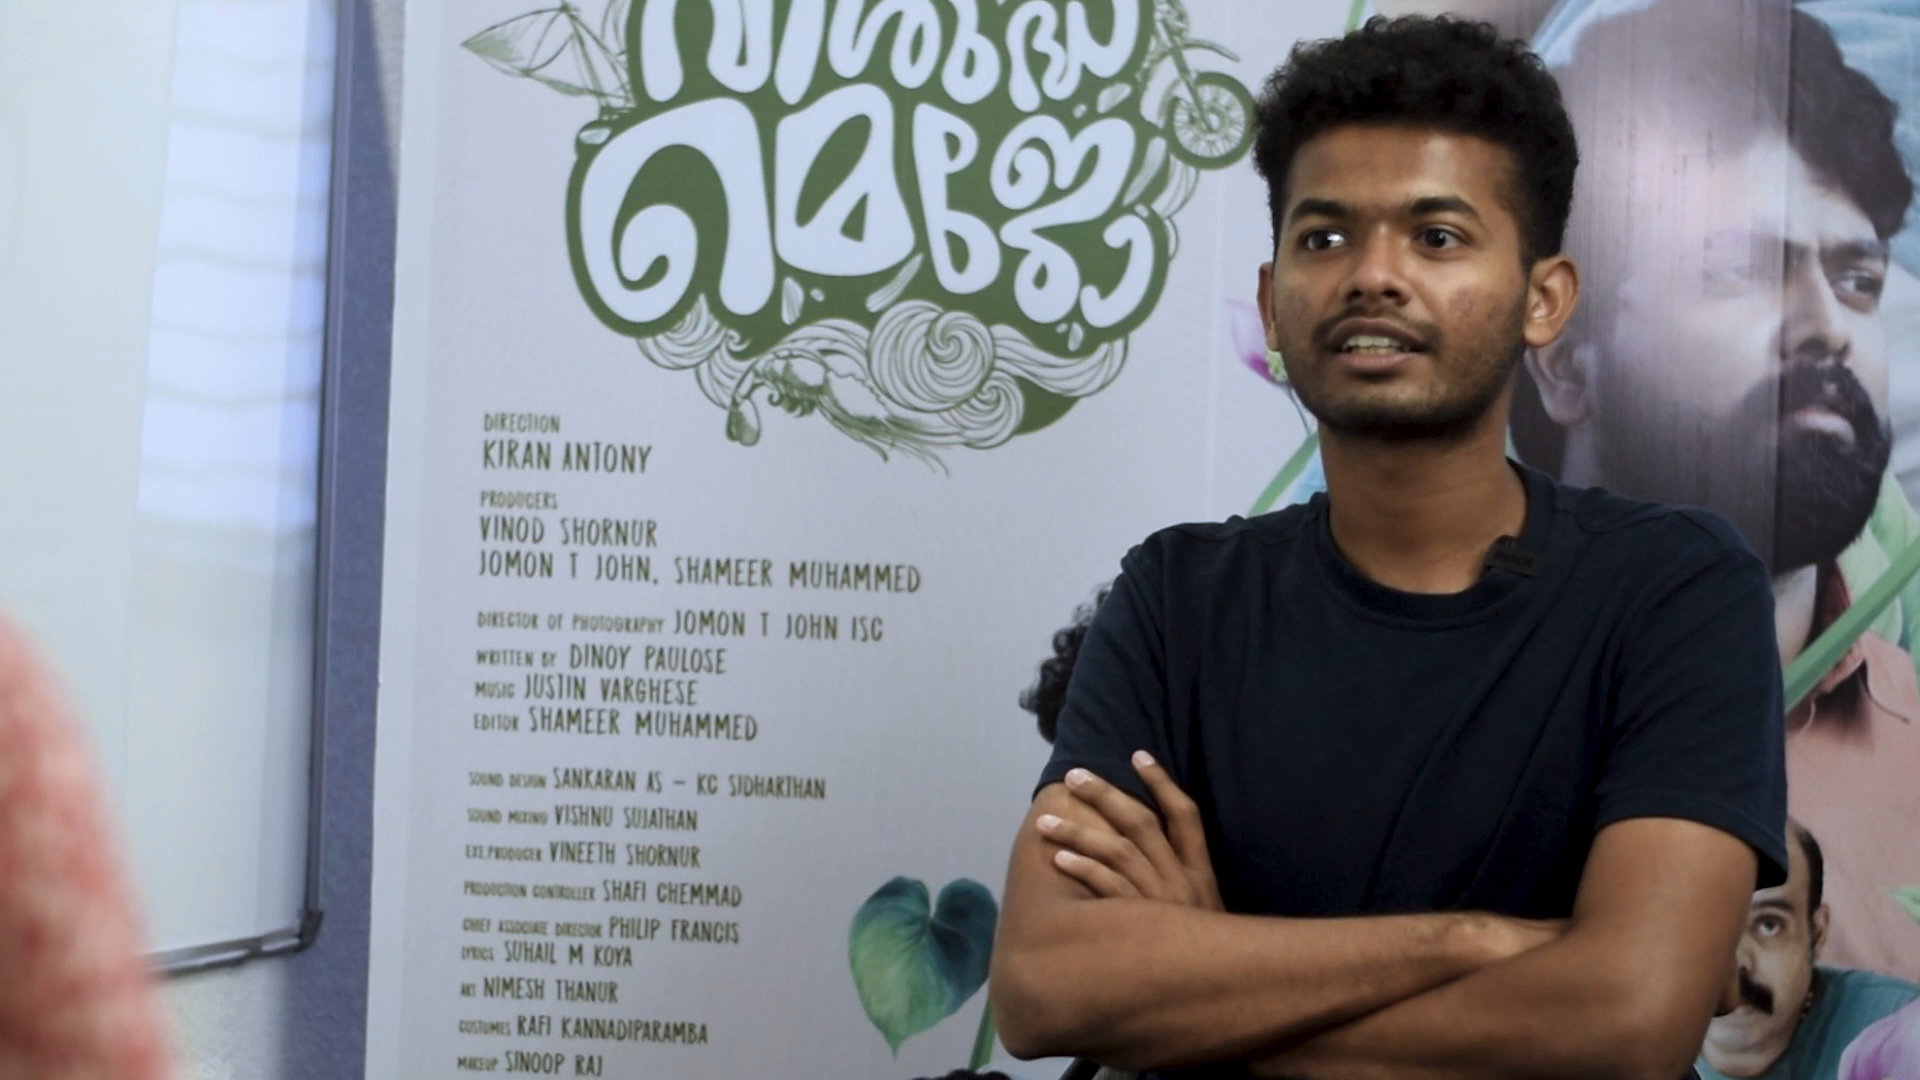 വിശുദ്ധ
മെജോ
DIRECTION
KIRAN ANTONY
PRODUCERS
VINOD SHORNUR
JOMON T JOHN, SHAMEER MUHAMMED
DIRECTOR OF PHOTOGRAPHY JOMON T JOHN ISC
WRITTEN BY DINOY PAULOSE
MUSIC JUSTIN VARGHESE
EDITOR SHAMEER MUHAMMED
SOUND DESIGN SANKARAN AS - KC SIDHARTHAN
SOUND MIXING VISHNU SUJATHAN
EXE.PRODUCER VINEETH SHORNUR
PRODUCTION CONTROLLER SHAFI CHEMMAD
CHIEF ASSOCIATE DIRECTOR PHILIP FRANCIS
LYRICS SUHAIL M KOYA
ART NIMESH THANUR
COSTUMES RAFI KANNADIPARAMBA
MAKEUP SINOOP RAJ